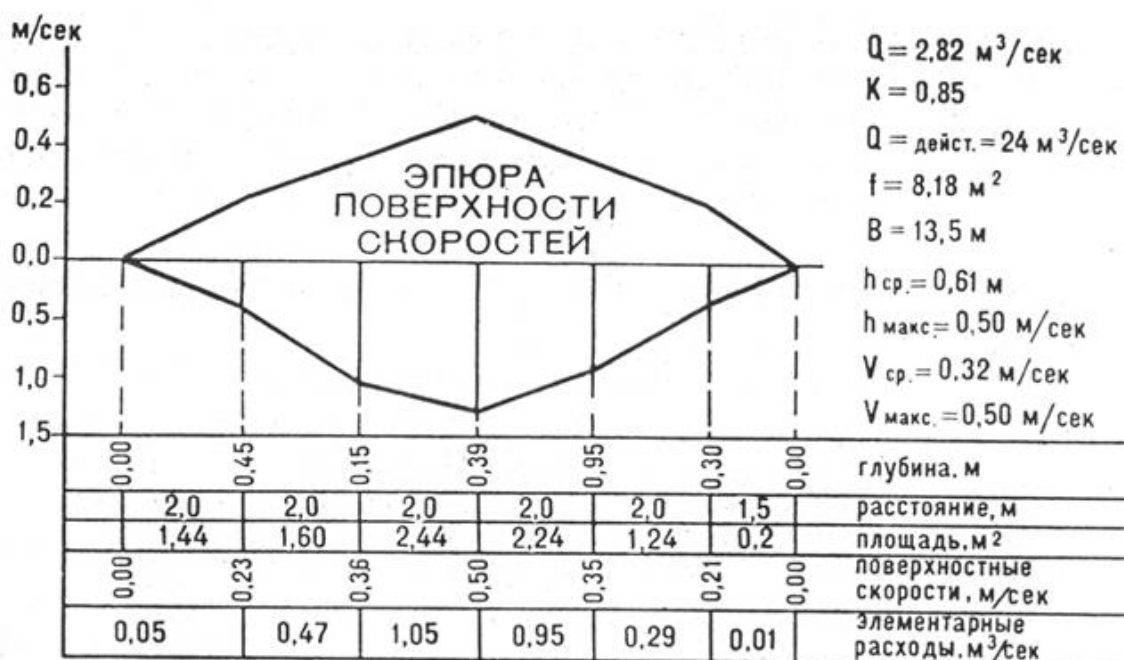 м/сек
0,6
0,4
0,2
0.0
0,5
1,0
1,5
ЭПЮРА
ПОВЕРХНОСТИ
СКОРОСТЕЙ
Q = 2,82 м³/сек
K = 0,85
Q = дейст. = 24 м³/сек
f = 8,18 м²
B = 13,5 м
h ср. = 0,61 м
h макс = 0,50 м/сек
V ср. = 0,32 м/сек
V макс. = 0,50 м/сек
0,00 0,45 0,15 0,39 0,95 0,30 0,00 глубина. м
2,0 2,0 2,0 2,0 2,0 1,5 расстояние, м
1,44 1,60 2,44 2,24 1,24 0,2 площадь, м²
0,00 0,23 0,36 0,50 0,35 0,21 0,00 поверхностные
скорости, м/сек
0,05 0,47 1,05 0,95 0,29 0,01 элементарные
расходы, м³/сек